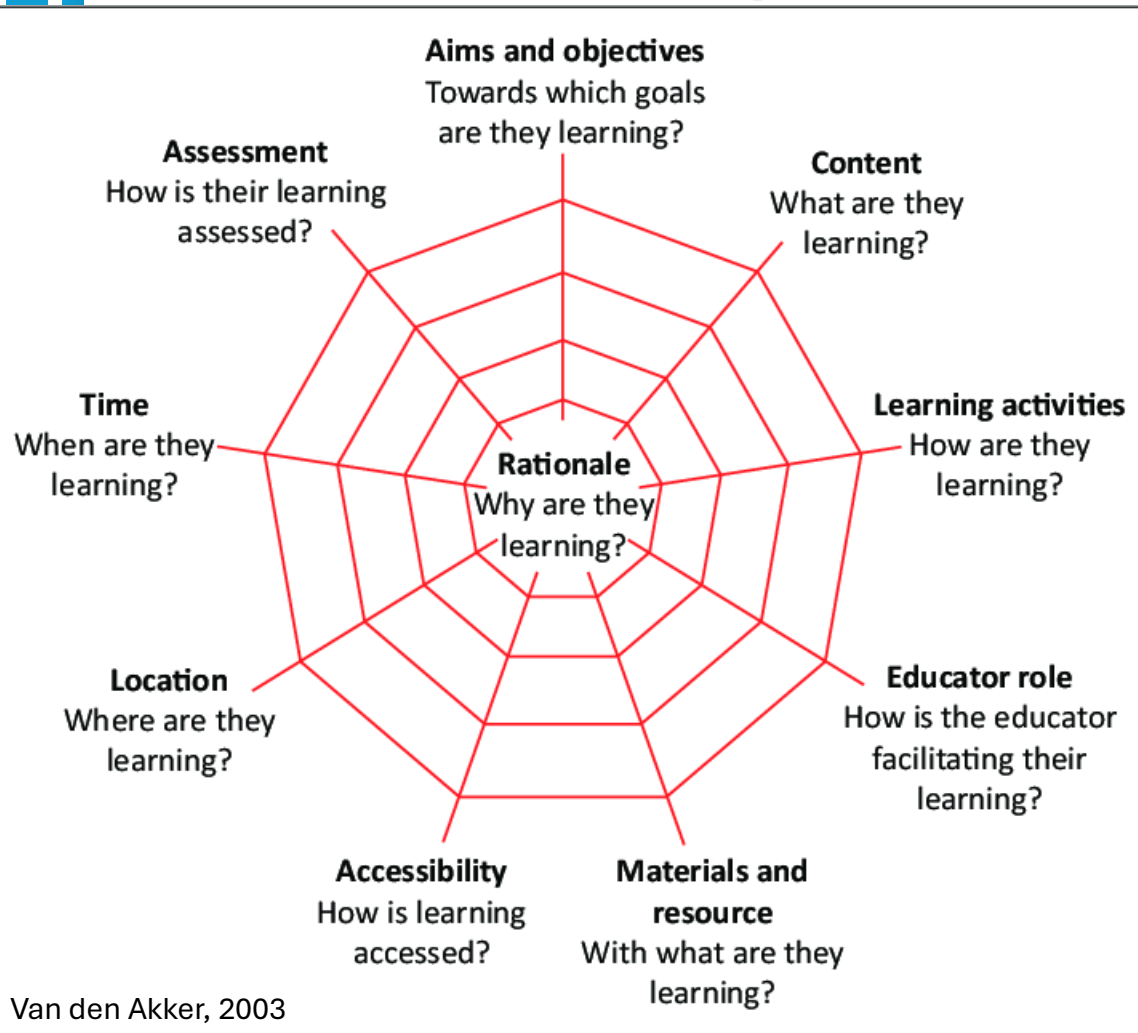 Aims and objectives
Towards which goals
are they learning?
Content
What are they
learning?
Learning activities
How are they
learning?
Educator role
How is the educator
facilitating their
learning?
Materials and
resource
With what are they
learning?
Accessibility
How is learning
accessed?
Location
Where are they
learning?
Time
When are they
learning?
Assessment
How is their learning
assessed?
Rationale
Why are they
learning?
Van den Akker, 2003